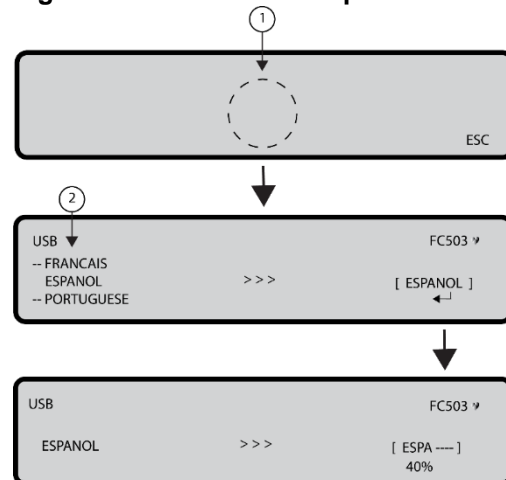 1
ESC
2
USB FC503
-- FRANCAIS
ESPANOL >>> [ ESPANOL ]
-- PORTUGUESE
USB FC503
ESPANOL >>> [ ESPA ---- ]
40%